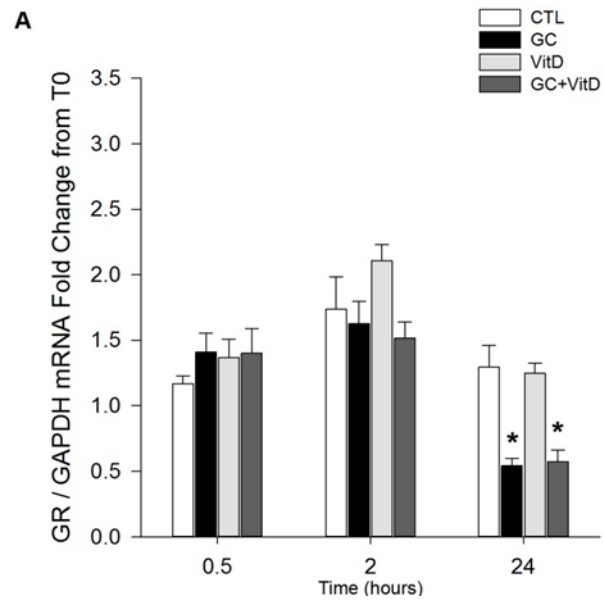 A
CTL
GC
VitD
GC+VitD
GR / GAPDH mRNA Fold Change from T0
3.5
3.0
2.5
2.0
1.5
1.0
0.5
0.0
* *
0.5 2 24
Time (hours)